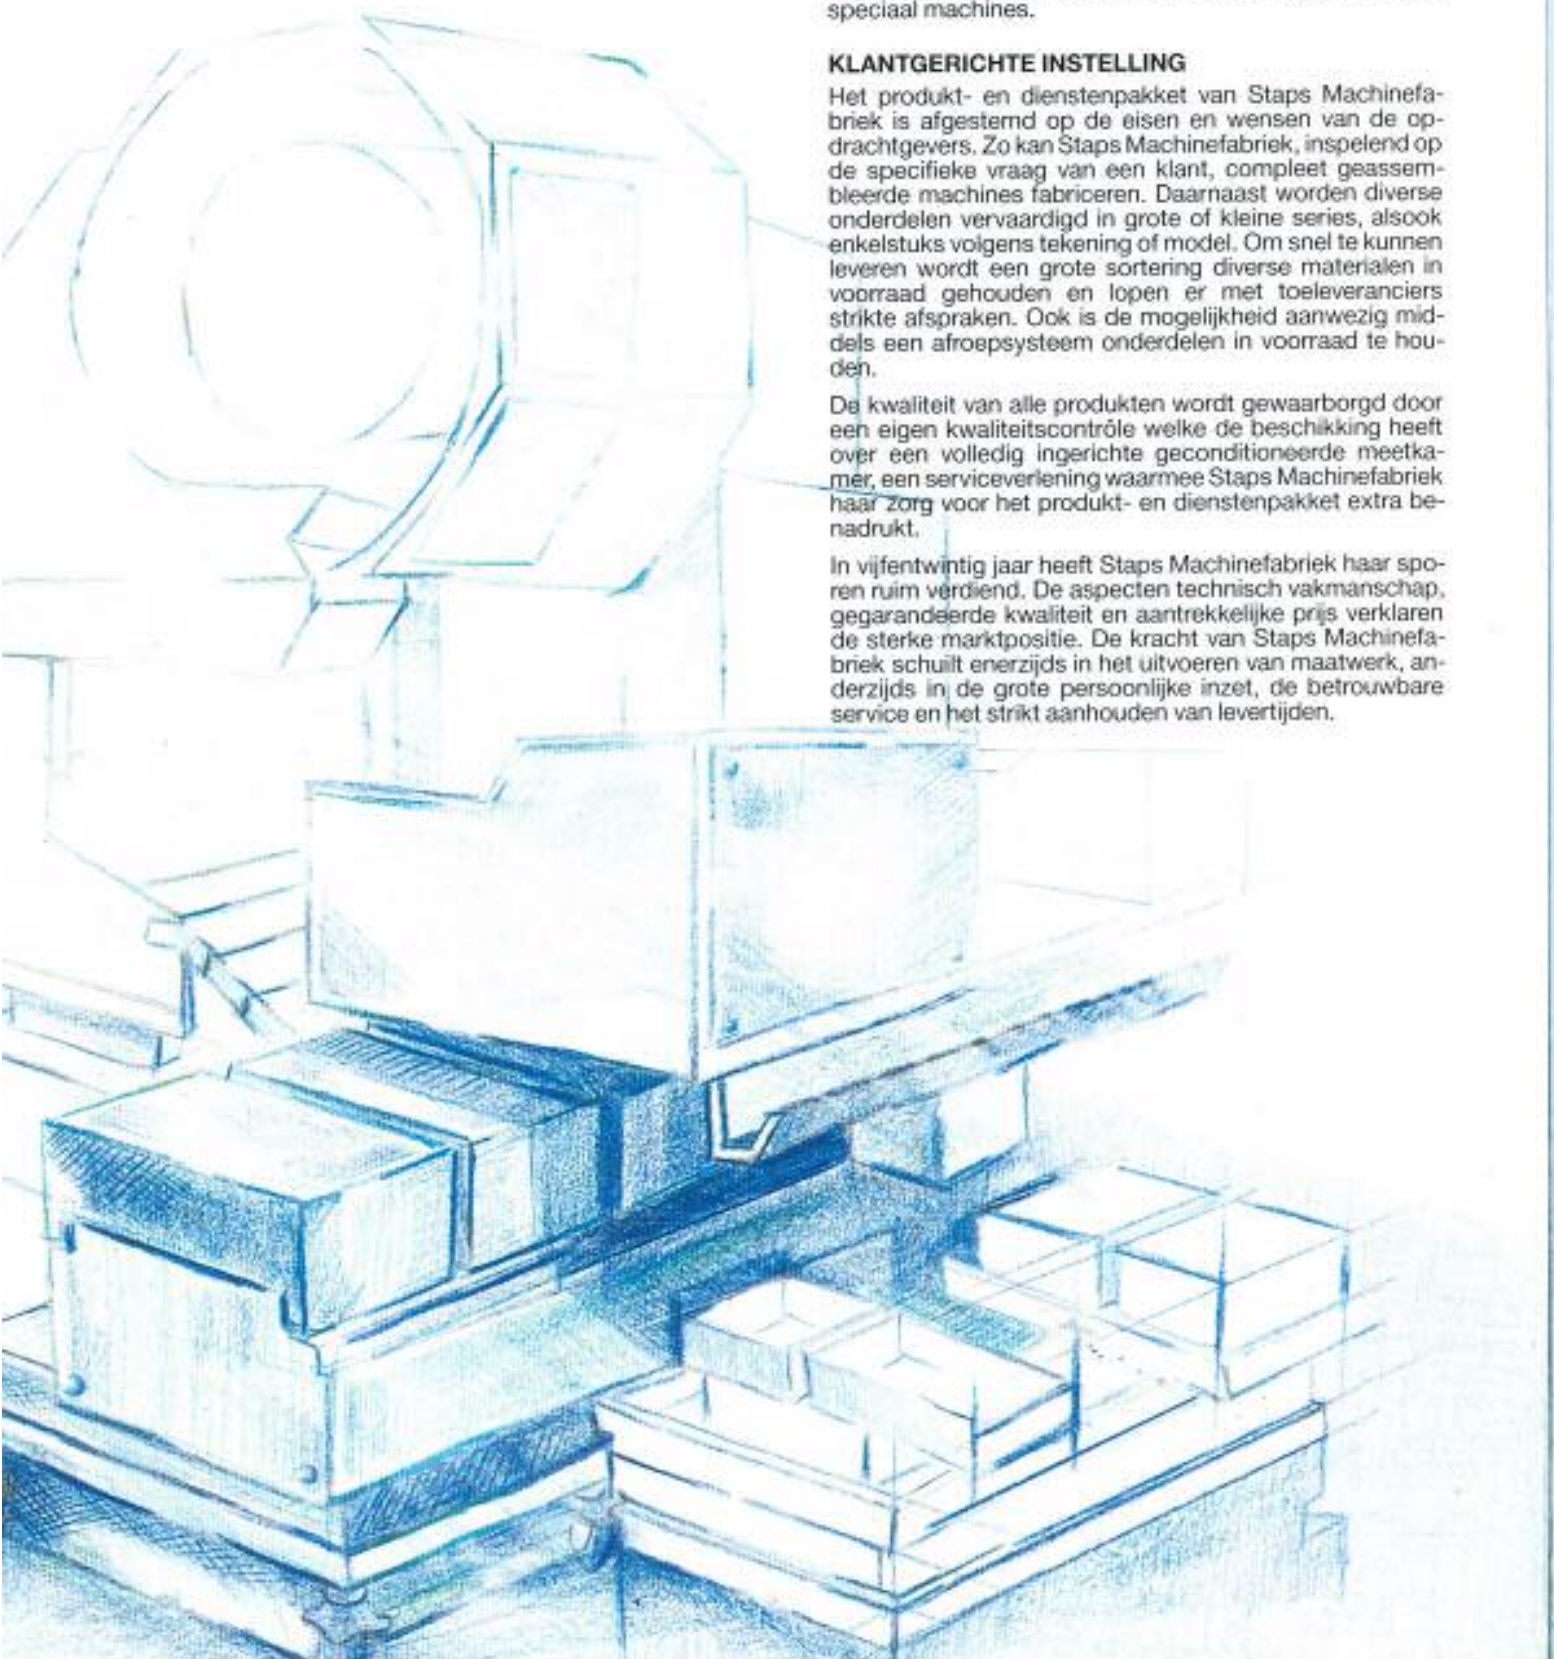 speciaal machines.
KLANTGERICHTE INSTELLING
Het produkt- en dienstenpakket van Staps Machinefa-
briek is afgestemd op de eisen en wensen van de op-
drachtgevers. Zo kan Staps Machinefabriek, inspelend op
de specifieke vraag van een klant, compleet geassem-
bleerde machines fabriceren. Daarnaast worden diverse
onderdelen vervaardigd in grote of kleine series, alsook
enkelstuks volgens tekening of model. Om snel te kunnen
leveren wordt een grote sortering diverse materialen in
voorraad gehouden en lopen er met toeleveranciers
strikte afspraken. Ook is de mogelijkheid aanwezig mid-
dels een afroepsysteem onderdelen in voorraad te hou-
den.
De kwaliteit van alle produkten wordt gewaarborgd door
een eigen kwaliteitscontrôle welke de beschikking heeft
over een volledig ingerichte geconditioneerde meetka-
mer, een serviceverlening waarmee Staps Machinefabriek
haar zorg voor het produkt- en dienstenpakket extra be-
nadrukt.
In vijfentwintig jaar heeft Staps Machinefabriek haar spo-
ren ruim verdiend. De aspecten technisch vakmanschap,
gegarandeerde kwaliteit en aantrekkelijke prijs verklaren
de sterke marktpositie. De kracht van Staps Machinefa-
briek schuilt enerzijds in het uitvoeren van maatwerk, an-
derzijds in de grote persoonlijke inzet, de betrouwbare
service en het strikt aanhouden van levertijden.